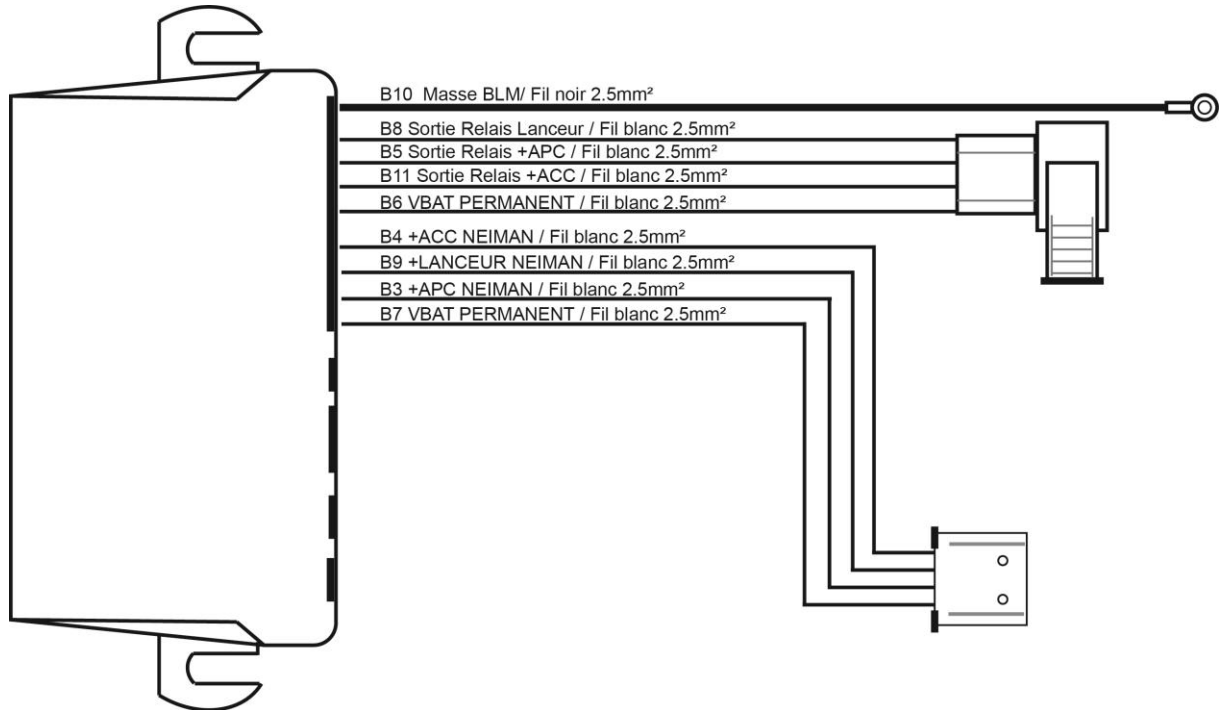 B10  Masse BLM/ Fil noir 2.5mm²
B8 Sortie Relais Lanceur / Fil blanc 2.5mm²
B5 Sortie Relais +APC / Fil blanc 2.5mm²
B11 Sortie Relais +ACC / Fil blanc 2.5mm²
B6 VBAT PERMANENT / Fil blanc 2.5mm²
B4 +ACC NEIMAN / Fil blanc 2.5mm²
B9 +LANCEUR NEIMAN / Fil blanc 2.5mm²
B3 +APC NEIMAN / Fil blanc 2.5mm²
B7 VBAT PERMANENT / Fil blanc 2.5mm²